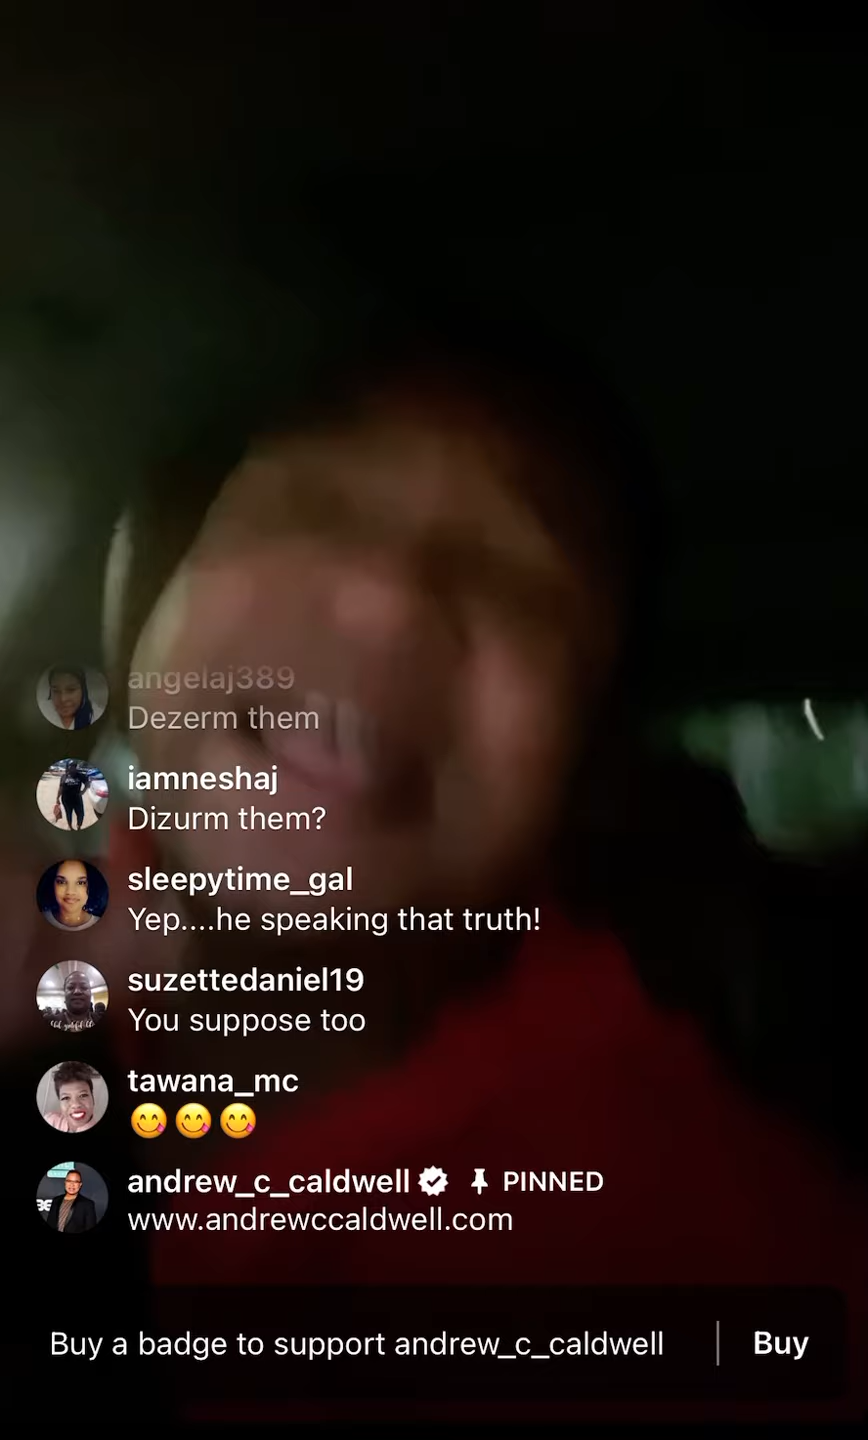 angelaj389
Dezerm them
iamneshaj
Dizurm them?
sleepytime_gal
Yep....he speaking that truth!
suzettedaniel19
You suppose too
tawana_mc
😋😋😋
andrew_c_caldwell PINNED
www.andrewccaldwell.com
Buy a badge to support andrew_c_caldwell | Buy